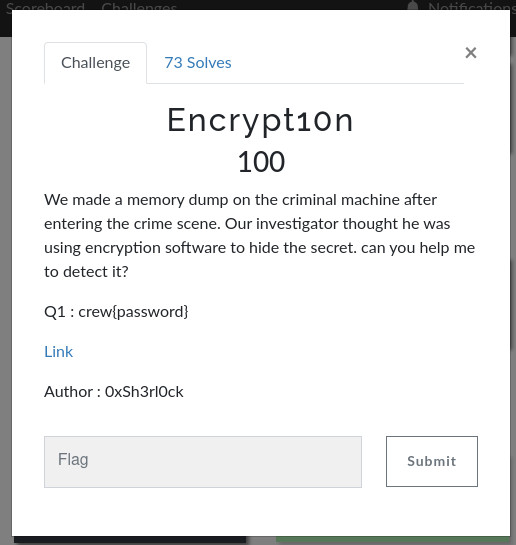 Scoreboard Challenges Notifications
×
Challenge 73 Solves
Encrypt10n
100
We made a memory dump on the criminal machine after
entering the crime scene. Our investigator thought he was
using encryption software to hide the secret. can you help me
to detect it?
Q1 : crew{password}
Link
Author : 0xSh3rl0ck
Flag Submit